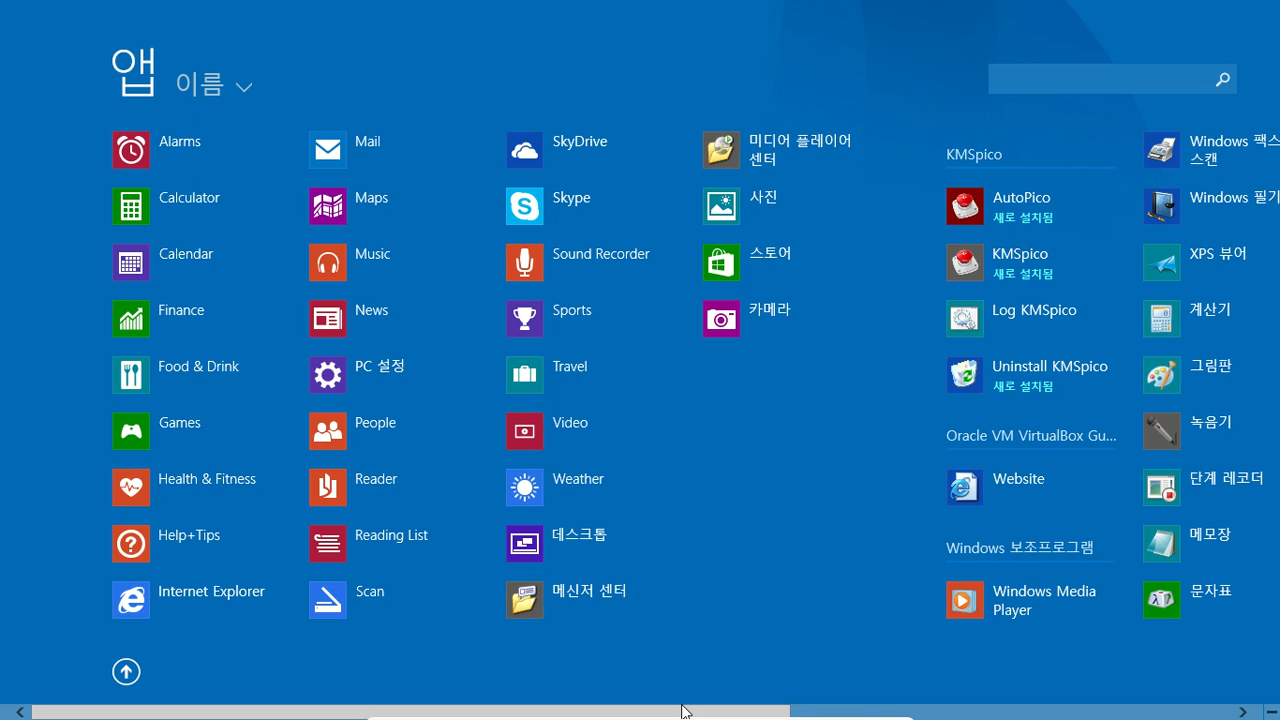 앱 이름
Alarms
Calculator
Calendar
Finance
Food & Drink
Games
Health & Fitness
Help+Tips
Internet Explorer
Mail
Maps
Music
News
PC 설정
People
Reader
Reading List
Scan
SkyDrive
Skype
Sound Recorder
Sports
Travel
Video
Weather
데스크톱
메신저 센터
미디어 플레이어
센터
사진
스토어
카메라
KMSpico
AutoPico
새로 설치됨
KMSpico
새로 설치됨
Log KMSpico
Uninstall KMSpico
새로 설치됨
Oracle VM VirtualBox Gu...
Website
Windows 보조프로그램
Windows Media
Player
Windows 팩스
스캔
Windows 필기
XPS 뷰어
계산기
그림판
녹음기
단계 레코더
메모장
문자표